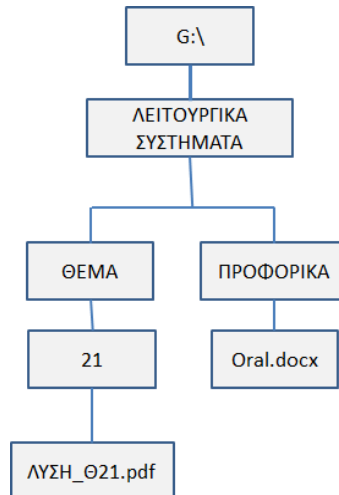 G:\
ΛΕΙΤΟΥΡΓΙΚΑ
ΣΥΣΤΗΜΑΤΑ
ΘΕΜΑ
ΠΡΟΦΟΡΙΚΑ
21
Oral.docx
ΛΥΣΗ_Θ21.pdf